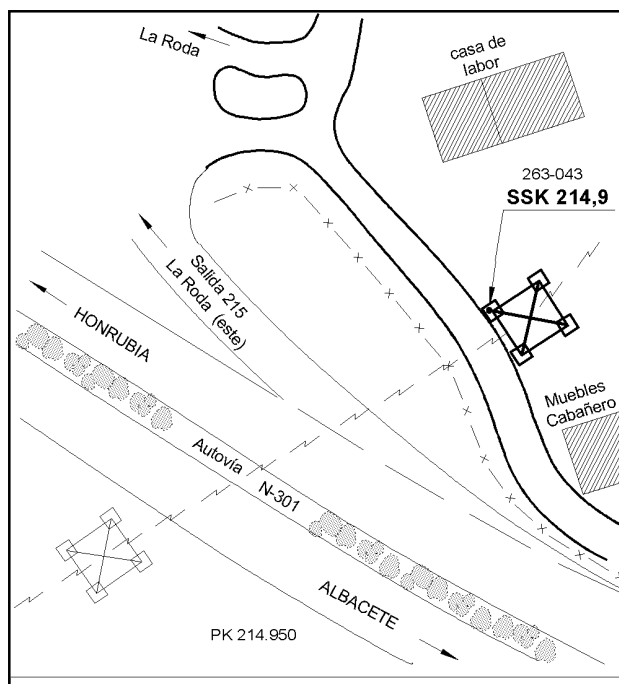 La Roda
casa de
labor
263-043
SSK 214,9
Salida 215
La Roda (este)
HONRUBIA
Muebles
Cabañero
Autovía N-301
ALBACETE
PK 214.950